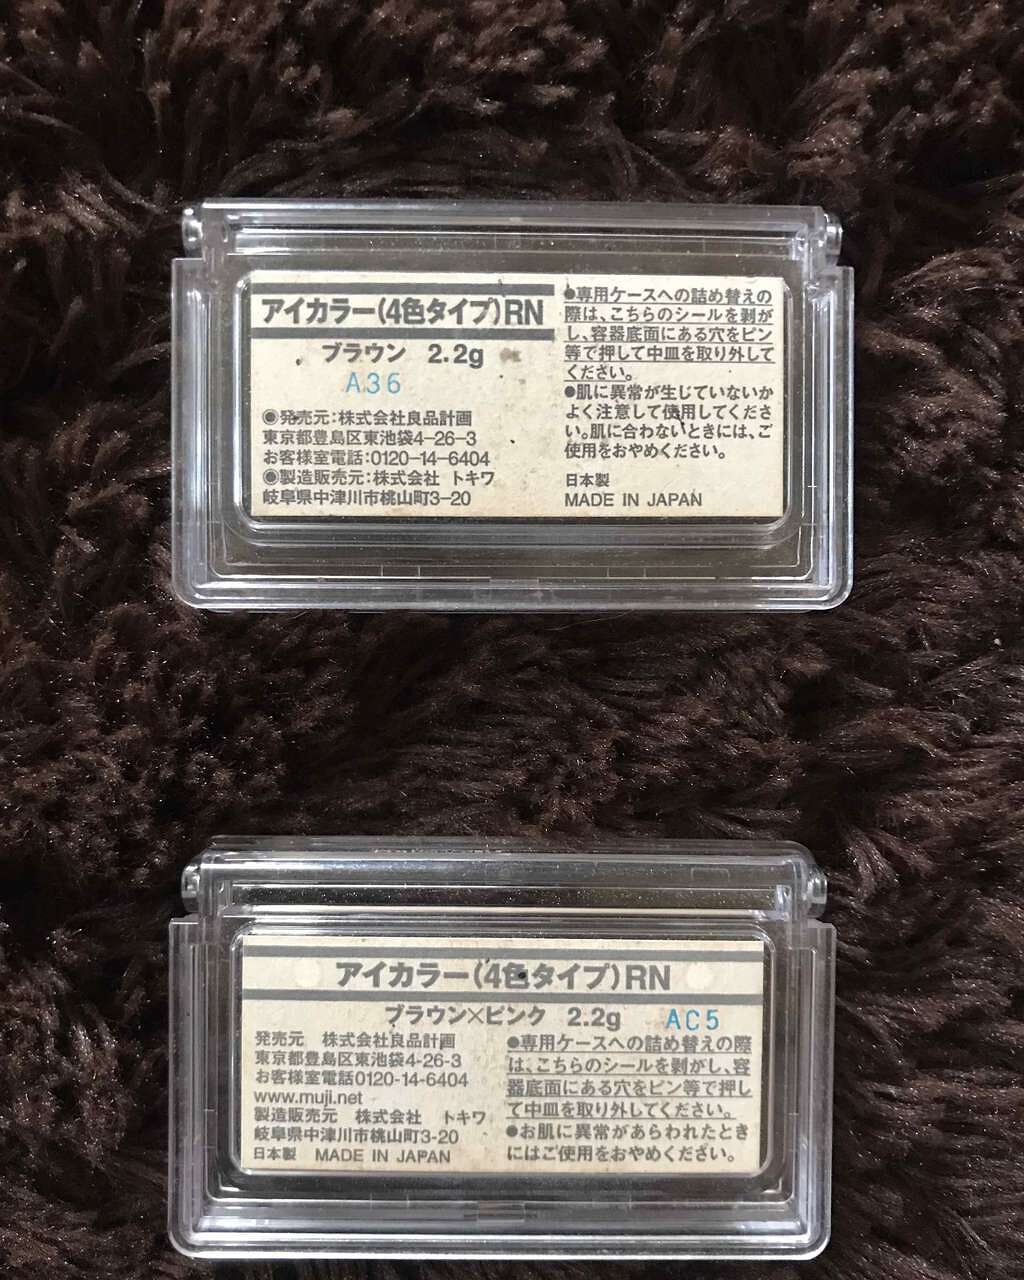 アイカラー(4色タイプ)RN
ブラウン 2.2g
A36
◉発売元:株式会社良品計画
東京都豊島区東池袋4-26-3
お客様室電話:0120-14-6404
◉製造販売元:株式会社 トキワ
岐阜県中津川市桃山町3-20
●専用ケースへの詰め替えの
際は、こちらのシールを剥が
し、容器底面にある穴をピン
等で押して中皿を取り外して
ください。
●肌に異常が生じていないか
よく注意して使用してくださ
い。肌に合わないときには、ご
使用をおやめください。
日本製
MADE IN JAPAN
アイカラー(4色タイプ)RN
ブラウン×ピンク 2.2g AC5
発売元 株式会社良品計画
東京都豊島区東池袋4-26-3
お客様室電話0120-14-6404
www.muji.net
製造販売元 株式会社 トキワ
岐阜県中津川市桃山町3-20
日本製 MADE IN JAPAN
●専用ケースへの詰め替えの際
は、こちらのシールを剥がし、容
器底面にある穴をピン等で押し
て中皿を取り外してください。
●お肌に異常があらわれたとき
にはご使用をおやめください。